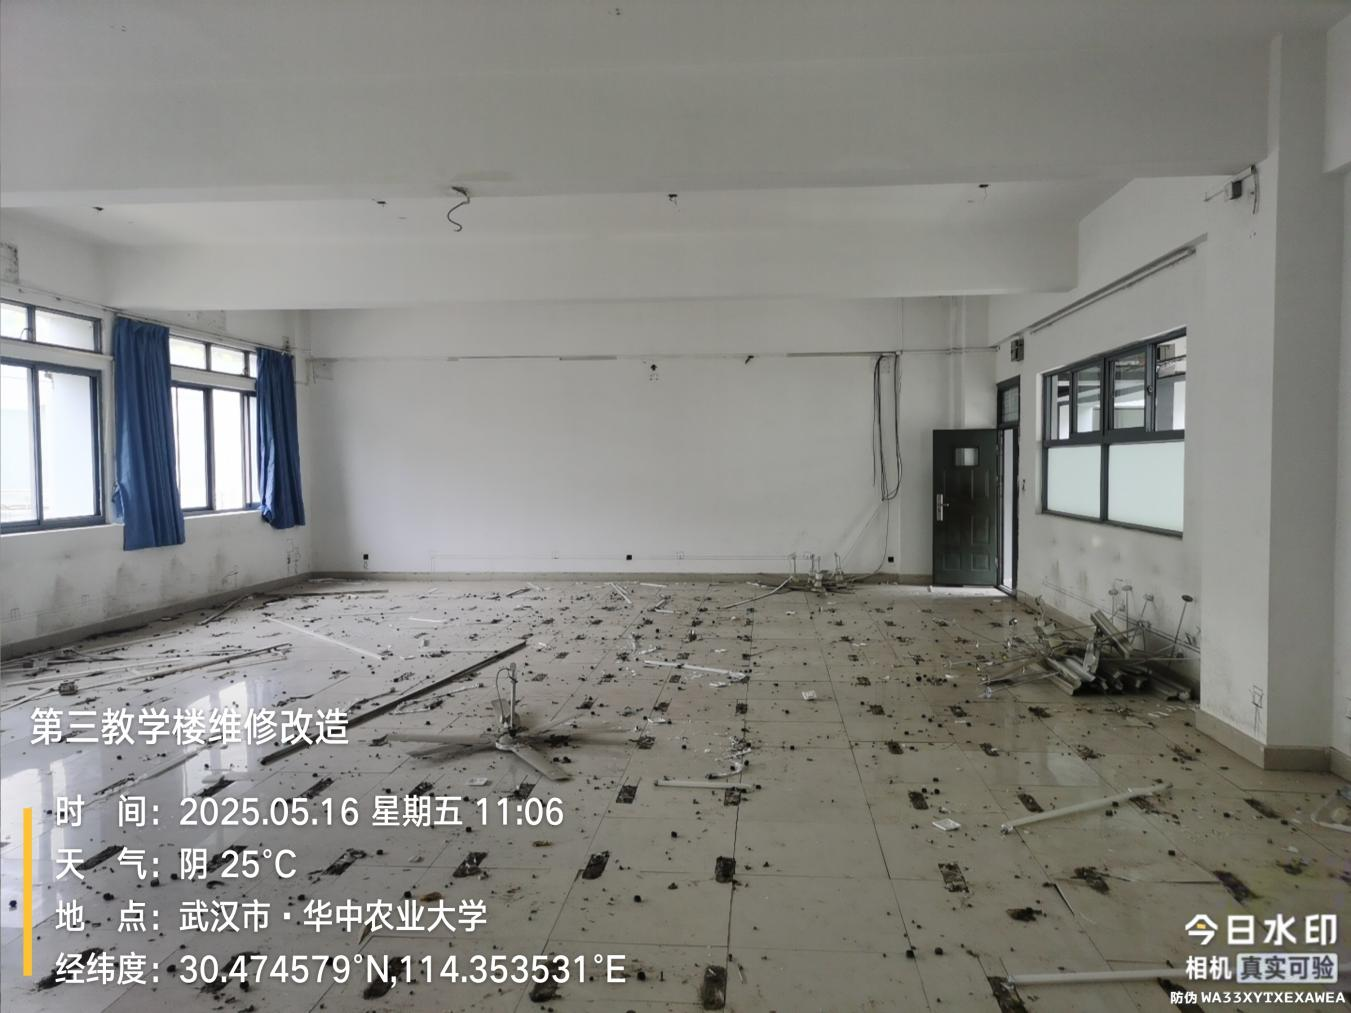 第三教学楼维修改造
时 间：2025.05.16 星期五 11:06
天 气：阴 25°C
地 点：武汉市·华中农业大学
经纬度：30.474579°N,114.353531°E
今日水印
相机 真实可验
防伪 WA33XYTXEXAWEA